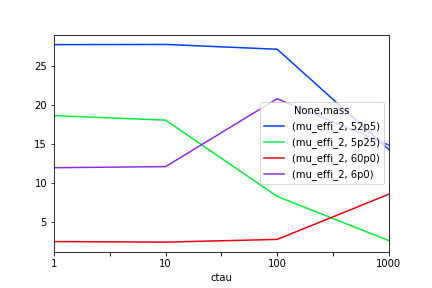 25
20
15
10
5
None,mass
(mu_effi_2, 52p5)
(mu_effi_2, 5p25)
(mu_effi_2, 60p0)
(mu_effi_2, 6p0)
1 10 100 1000
ctau